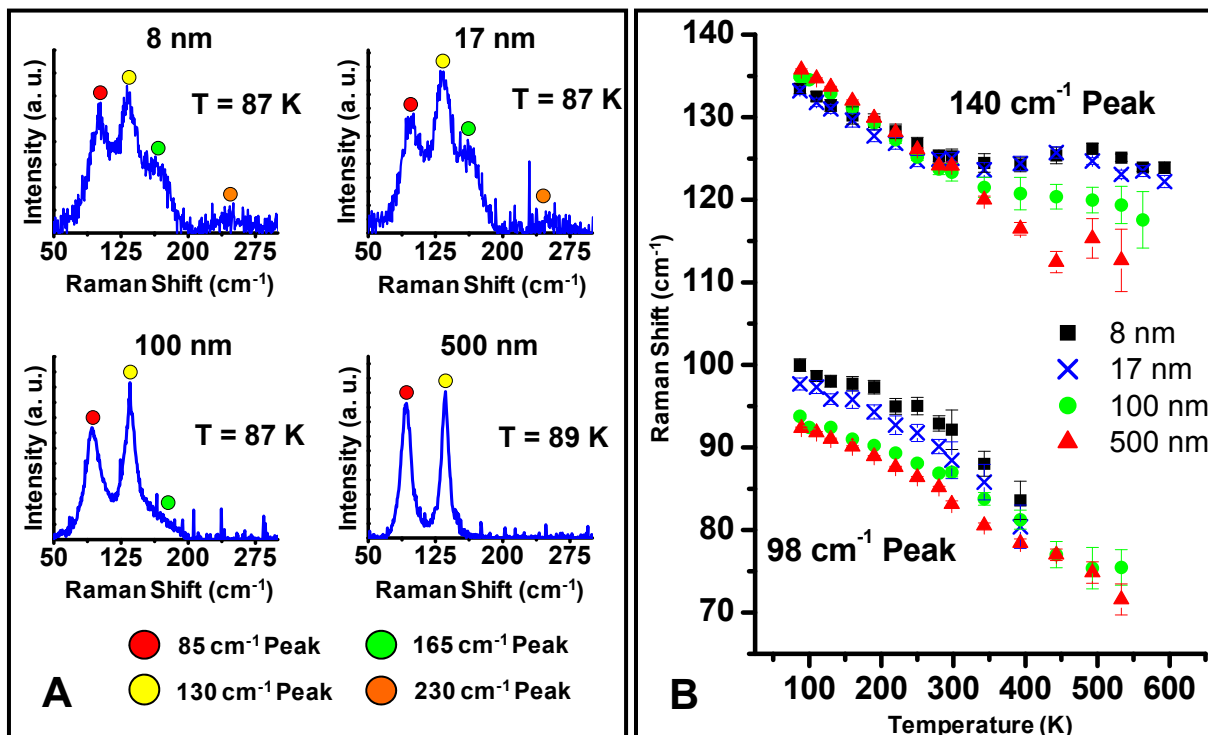 8 nm
17 nm
T = 87 K
T = 87 K
Intensity (a. u.)
Intensity (a. u.)
50 125 200 275
50 125 200 275
Raman Shift (cm-1)
Raman Shift (cm-1)
100 nm
500 nm
T = 87 K
T = 89 K
Intensity (a. u.)
Intensity (a. u.)
50 125 200 275
50 125 200 275
Raman Shift (cm-1)
Raman Shift (cm-1)
85 cm-1 Peak
165 cm-1 Peak
130 cm-1 Peak
230 cm-1 Peak
A
140
130
120
110
100
90
80
70
Raman Shift (cm-1)
140 cm-1 Peak
8 nm
17 nm
100 nm
500 nm
98 cm-1 Peak
100 200 300 400 500 600
Temperature (K)
B